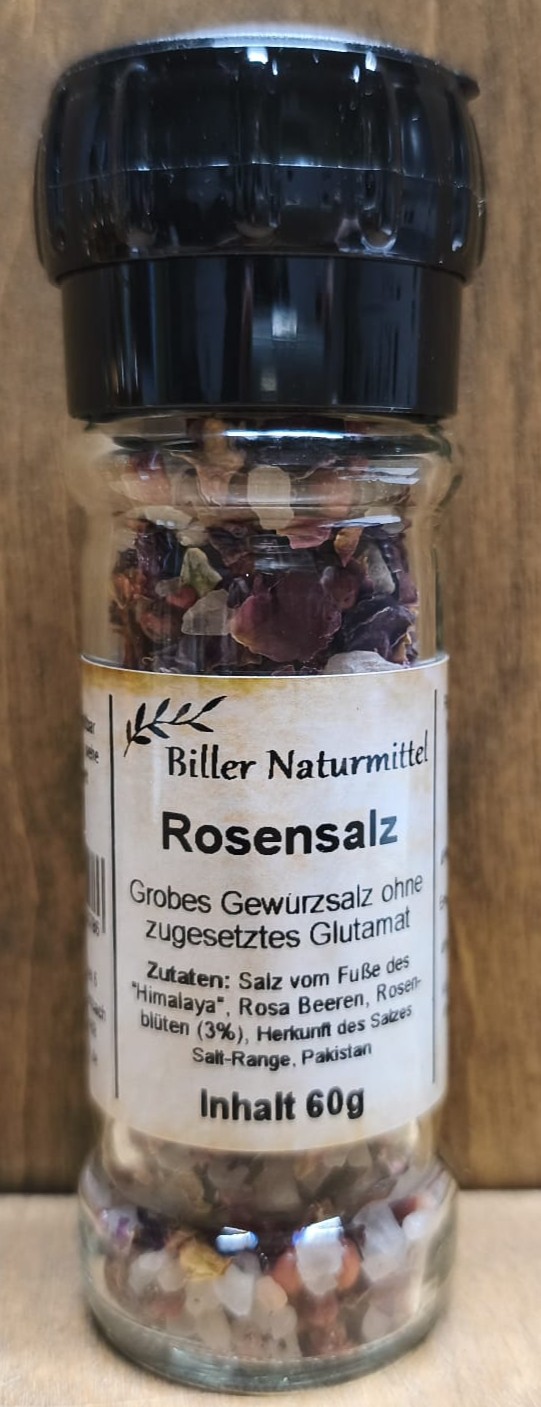 Biller Naturmittel
Rosensalz
Grobes Gewürzsalz ohne
zugesetztes Glutamat
Zutaten: Salz vom Fuße des
"Himalaya", Rosa Beeren, Rosen-
blüten (3%), Herkunft des Salzes
Salt-Range, Pakistan
Inhalt 60g